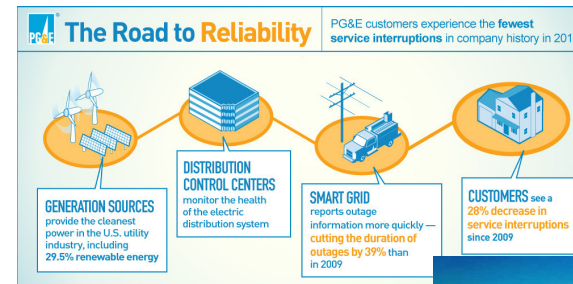 PG&E The Road to Reliability
PG&E customers experience the fewest
service interruptions in company history in 201
GENERATION SOURCES
provide the cleanest
power in the U.S. utility
industry, including
29.5% renewable energy
DISTRIBUTION
CONTROL CENTERS
monitor the health
of the electric
distribution system
SMART GRID
reports outage
information more quickly —
cutting the duration of
outages by 39% than
in 2009
CUSTOMERS see a
28% decrease in
service interruptions
since 2009